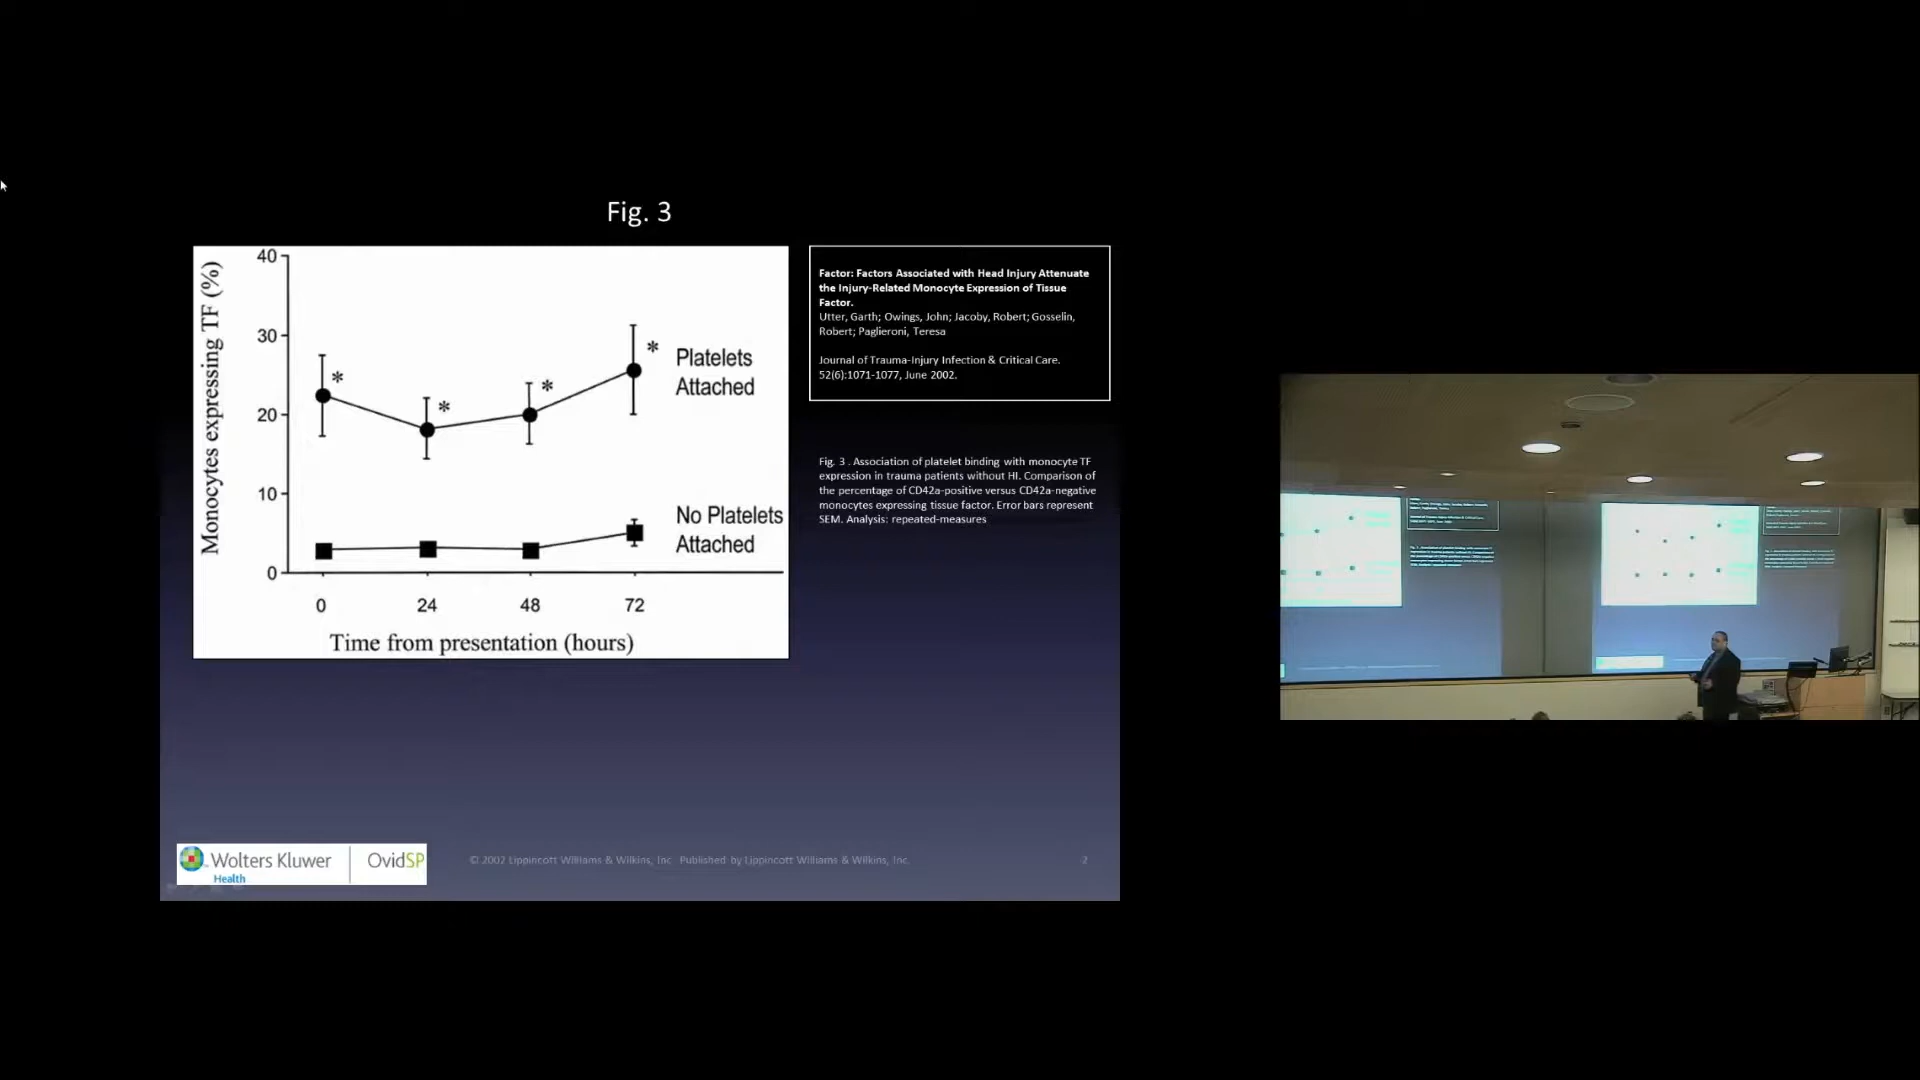 Fig. 3
40
30
20
10
0
Monocytes expressing TF (%)
*
*
*
*
Platelets
Attached
No Platelets
Attached
0 24 48 72
Time from presentation (hours)
Factor: Factors Associated with Head Injury Attenuate
the Injury-Related Monocyte Expression of Tissue
Factor.
Utter, Garth; Owings, John; Jacoby, Robert; Gosselin,
Robert; Paglieroni, Teresa
Journal of Trauma-Injury Infection & Critical Care.
52(6):1071-1077, June 2002.
Fig. 3 . Association of platelet binding with monocyte TF
expression in trauma patients without HI. Comparison of
the percentage of CD42a-positive versus CD42a-negative
monocytes expressing tissue factor. Error bars represent
SEM. Analysis: repeated-measures
Wolters Kluwer
Health
OvidSP
© 2002 Lippincott Williams & Wilkins, Inc. Published by Lippincott Williams & Wilkins, Inc.
2